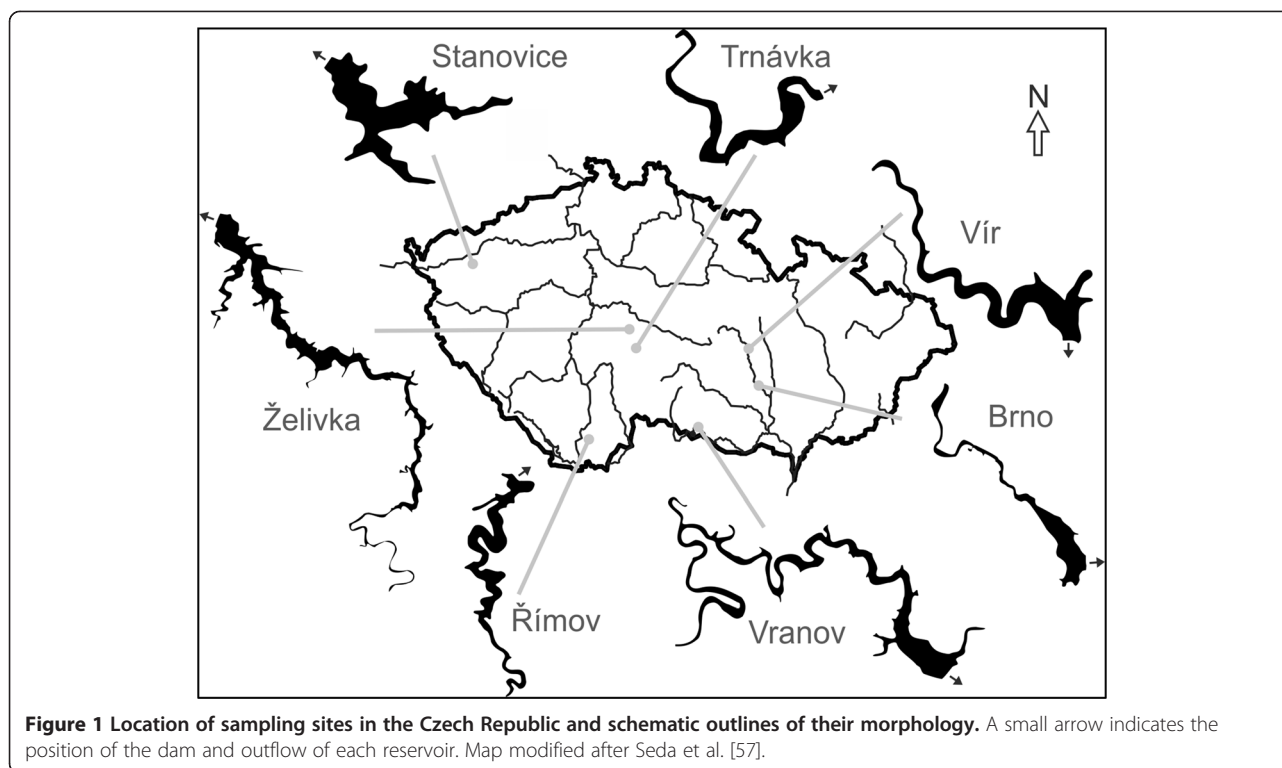 Stanovice
Trnávka
N
Vír
Želivka
Brno
Římov
Vranov
Figure 1 Location of sampling sites in the Czech Republic and schematic outlines of their morphology. A small arrow indicates the
position of the dam and outflow of each reservoir. Map modified after Seda et al. [57].